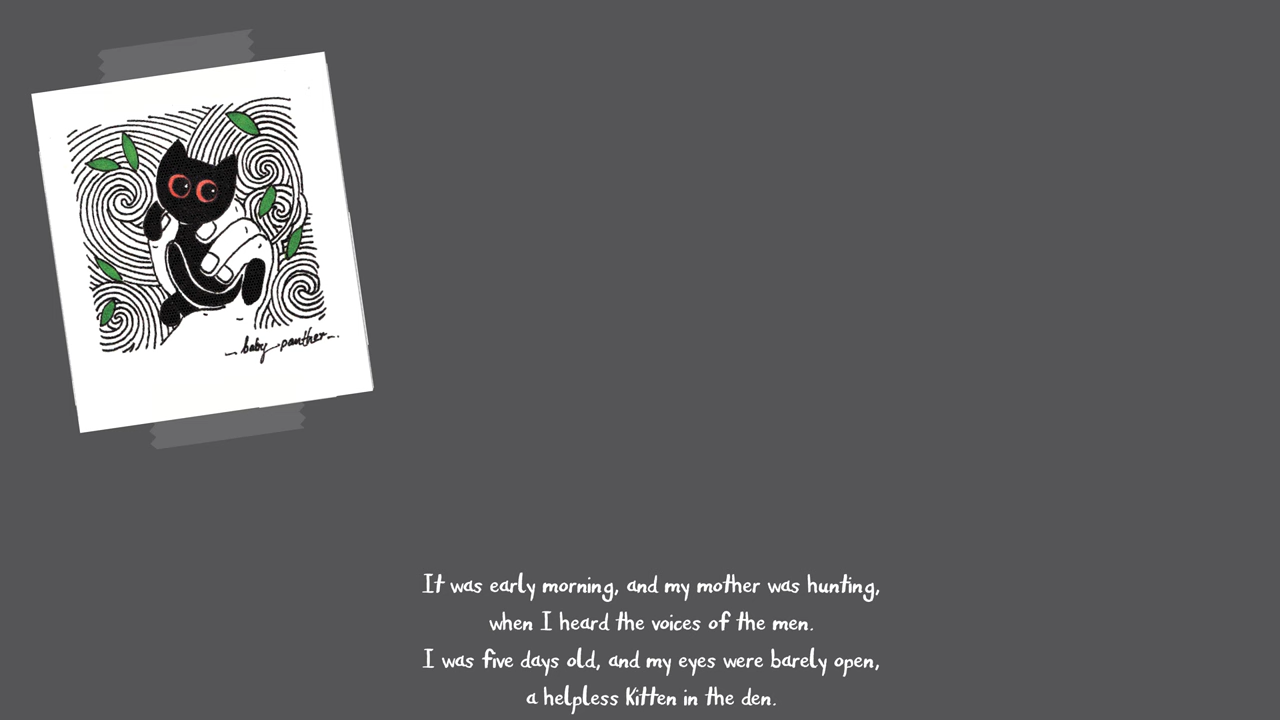 - baby panther -.
It was early morning, and my mother was hunting,
when I heard the voices of the men.
I was five days old, and my eyes were barely open,
a helpless kitten in the den.